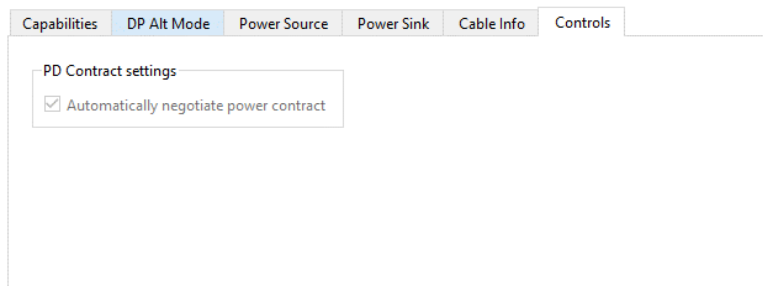 Capabilities DP Alt Mode Power Source Power Sink Cable Info Controls
PD Contract settings
Automatically negotiate power contract